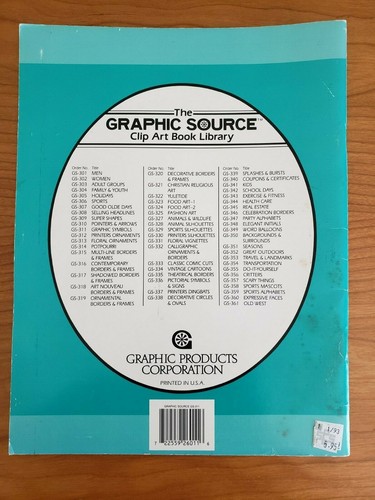 The
GRAPHIC SOURCE™
Clip Art Book Library
Order No. Title
GS-301 MEN
GS-302 WOMEN
GS-303 ADULT GROUPS
GS-304 FAMILY & YOUTH
GS-305 HOLIDAYS
GS-306 SPORTS
GS-307 GOOD OLDE DAYS
GS-308 SELLING HEADLINES
GS-309 SUPER SPOTS
GS-310 POINTERS & ARROWS
GS-311 GRAPHIC SYMBOLS
GS-312 PRINTERS ORNAMENTS
GS-313 FLORAL ORNAMENTS
GS-314 POTPOURRI
GS-315 MULTI-LINE BORDERS
& FRAMES
GS-316 CONTEMPORARY
BORDERS & FRAMES
GS-317 SHADOWED BORDERS
& FRAMES
GS-318 ART NOUVEAU
BORDERS & FRAMES
GS-319 ORNAMENTAL
BORDERS & FRAMES
Order No. Title
GS-320 DECORATIVE BORDERS
& FRAMES
GS-321 CHRISTIAN RELIGIOUS
ART
GS-322 YULETIDE
GS-323 FOOD ART-1
GS-324 FOOD ART-2
GS-325 FASHION ART
GS-327 ANIMALS & WILDLIFE
GS-328 ANIMAL SILHOUETTES
GS-329 SPORTS SILHOUETTES
GS-330 PRINTERS SILHOUETTES
GS-331 FLORAL VIGNETTES
GS-332 CALLIGRAPHIC
ORNAMENTS &
BORDERS
GS-333 CLASSIC COMIC CUTS
GS-334 VINTAGE CARTOONS
GS-335 THEATRICAL BORDERS
GS-336 PICTORIAL SYMBOLS
& SIGNS
GS-337 PRINTERS DINGBATS
GS-338 DECORATIVE CIRCLES
& OVALS
Order No. Title
GS-339 SPLASHES & BURSTS
GS-340 COUPONS & CERTIFICATES
GS-341 KIDS
GS-342 SCHOOL DAYS
GS-343 EXERCISE & FITNESS
GS-344 HEALTH CARE
GS-345 REAL ESTATE
GS-346 CELEBRATION BORDERS
GS-347 PARTY ALPHABETS
GS-348 ELEGANT INITIALS
GS-349 WORD BALLOONS
GS-350 BACKGROUNDS &
SURROUNDS
GS-351 SEASONS
GS-352 GREAT OUTDOORS
GS-353 TRAVEL & LANDMARKS
GS-354 TRANSPORTATION
GS-355 DO-IT-YOURSELF
GS-356 CRITTERS
GS-357 SCARY THINGS
GS-358 SPORTS MASCOTS
GS-359 SPORTS ALPHABETS
GS-360 EXPRESSIVE FACES
GS-361 OLD WEST
GRAPHIC PRODUCTS
CORPORATION
PRINTED IN U.S.A.
7 22559 26011 6